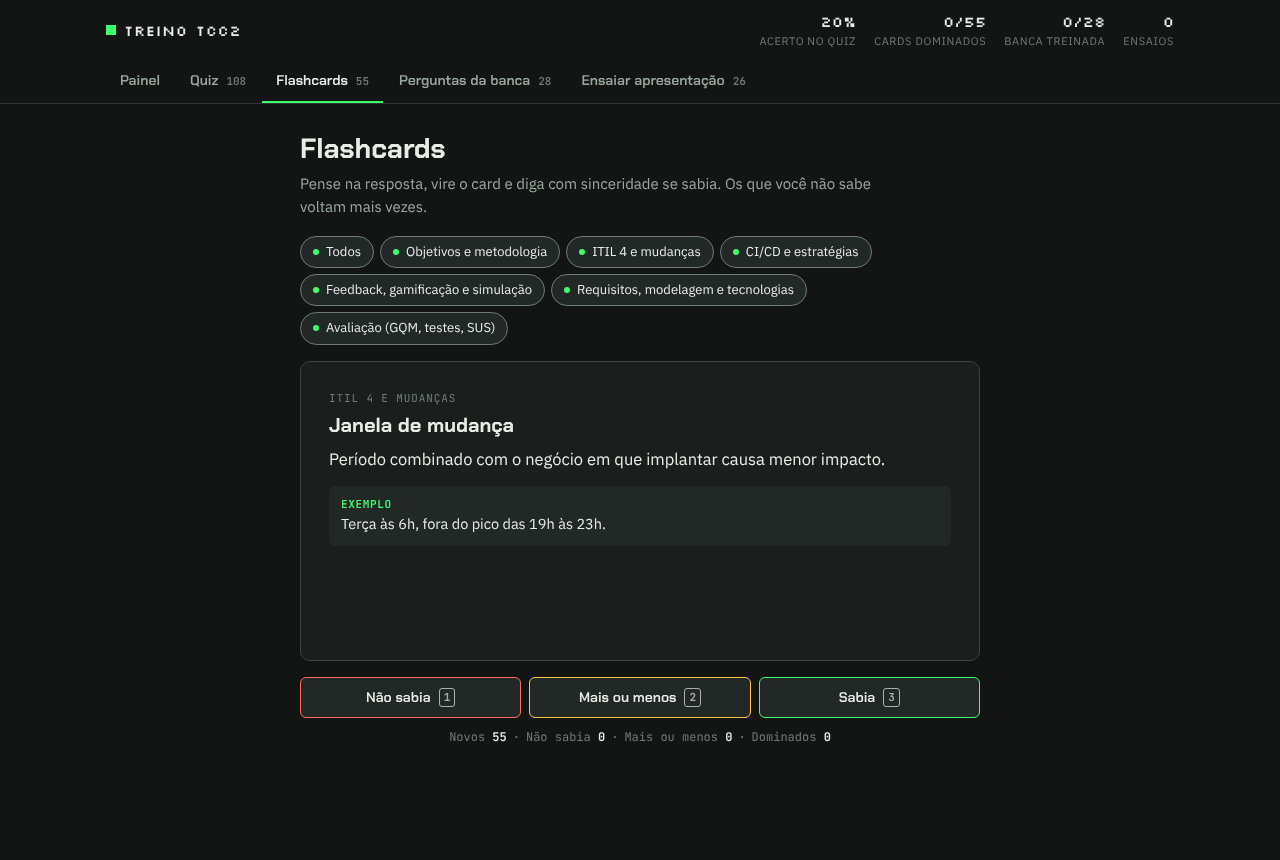 TREINO TCC2
20% 0/55 0/28 0
ACERTO NO QUIZ CARDS DOMINADOS BANCA TREINADA ENSAIOS
Painel Quiz 108 Flashcards 55 Perguntas da banca 28 Ensaiar apresentação 26
Flashcards
Pense na resposta, vire o card e diga com sinceridade se sabia. Os que você não sabe
voltam mais vezes.
Todos Objetivos e metodologia ITIL 4 e mudanças CI/CD e estratégias
Feedback, gamificação e simulação Requisitos, modelagem e tecnologias
Avaliação (GQM, testes, SUS)
ITIL 4 E MUDANÇAS
Janela de mudança
Período combinado com o negócio em que implantar causa menor impacto.
EXEMPLO
Terça às 6h, fora do pico das 19h às 23h.
Não sabia 1 Mais ou menos 2 Sabia 3
Novos 55 · Não sabia 0 · Mais ou menos 0 · Dominados 0